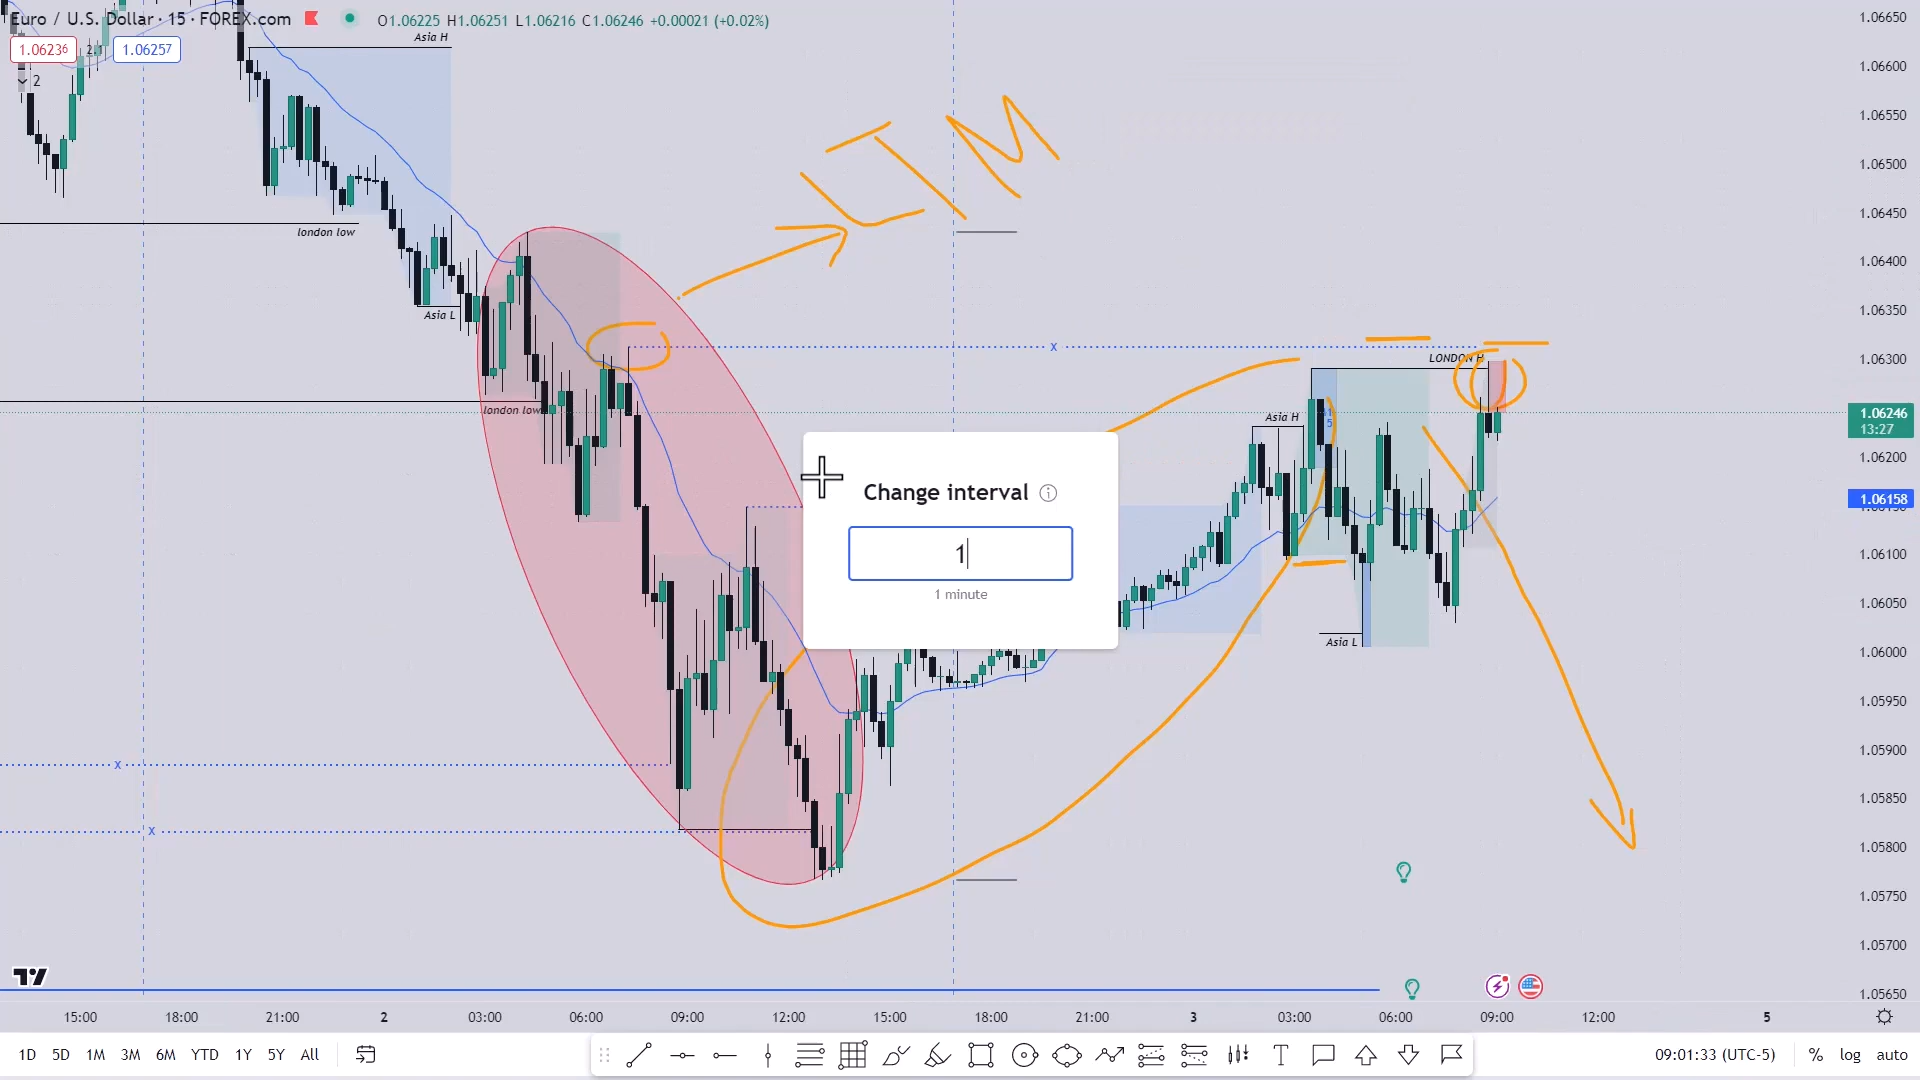 Euro / U.S. Dollar · 15 · FOREX.com
O1.06225 H1.06251 L1.06216 C1.06246 +0.00021 (+0.02%)
1.06236 2.1 1.06257
2
Asia H
london low
Asia L
london low
LTM
x
LONDON H
Asia H
1
5
Asia L
x
x
Change interval
1
1 minute
1.06650
1.06600
1.06550
1.06500
1.06450
1.06400
1.06350
1.06300
1.06246
13:27
1.06200
1.06158
1.06100
1.06050
1.06000
1.05950
1.05900
1.05850
1.05800
1.05750
1.05700
1.05650
15:00 18:00 21:00 2 03:00 06:00 09:00 12:00 15:00 18:00 21:00 3 03:00 06:00 09:00 12:00 5
1D 5D 1M 3M 6M YTD 1Y 5Y All
09:01:33 (UTC-5) % log auto